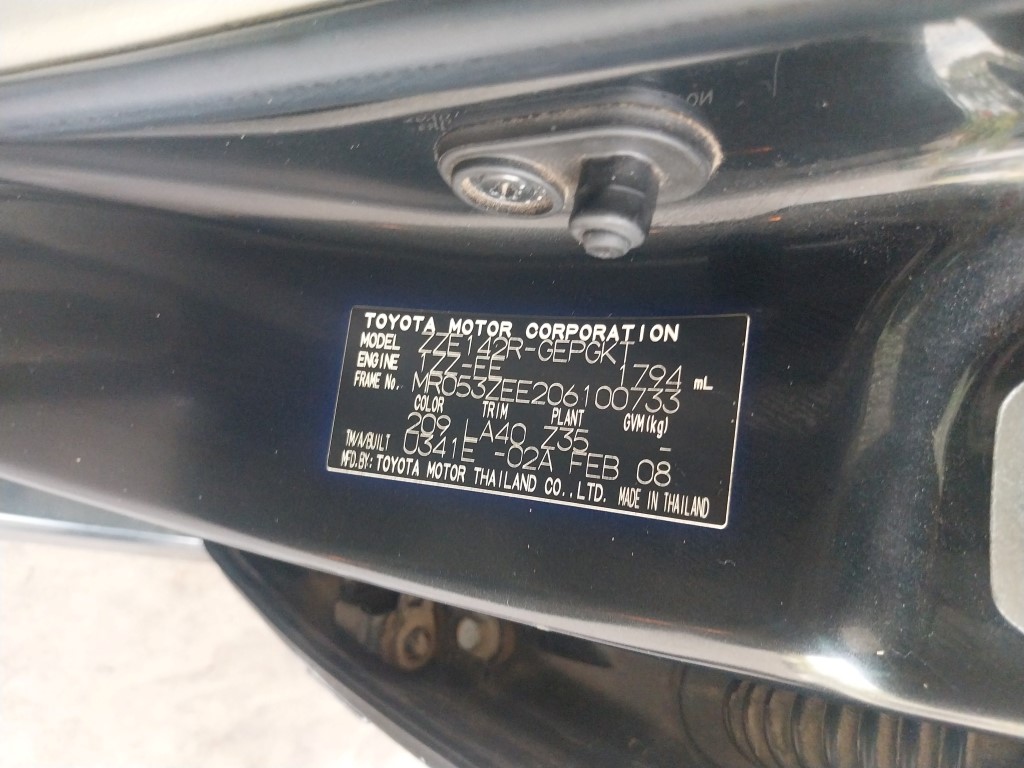 TOYOTA MOTOR CORPORATION
MODEL ZZE142R-GEPGKT
ENGINE 1ZZ-FE 1794 mL
FRAME No. MR053ZEE206100733
COLOR TRIM PLANT GVM(kg)
209 LA40 Z35 -
TM/A/BUILT U341E -02A FEB 08
MFD.BY: TOYOTA MOTOR THAILAND CO.,LTD. MADE IN THAILAND